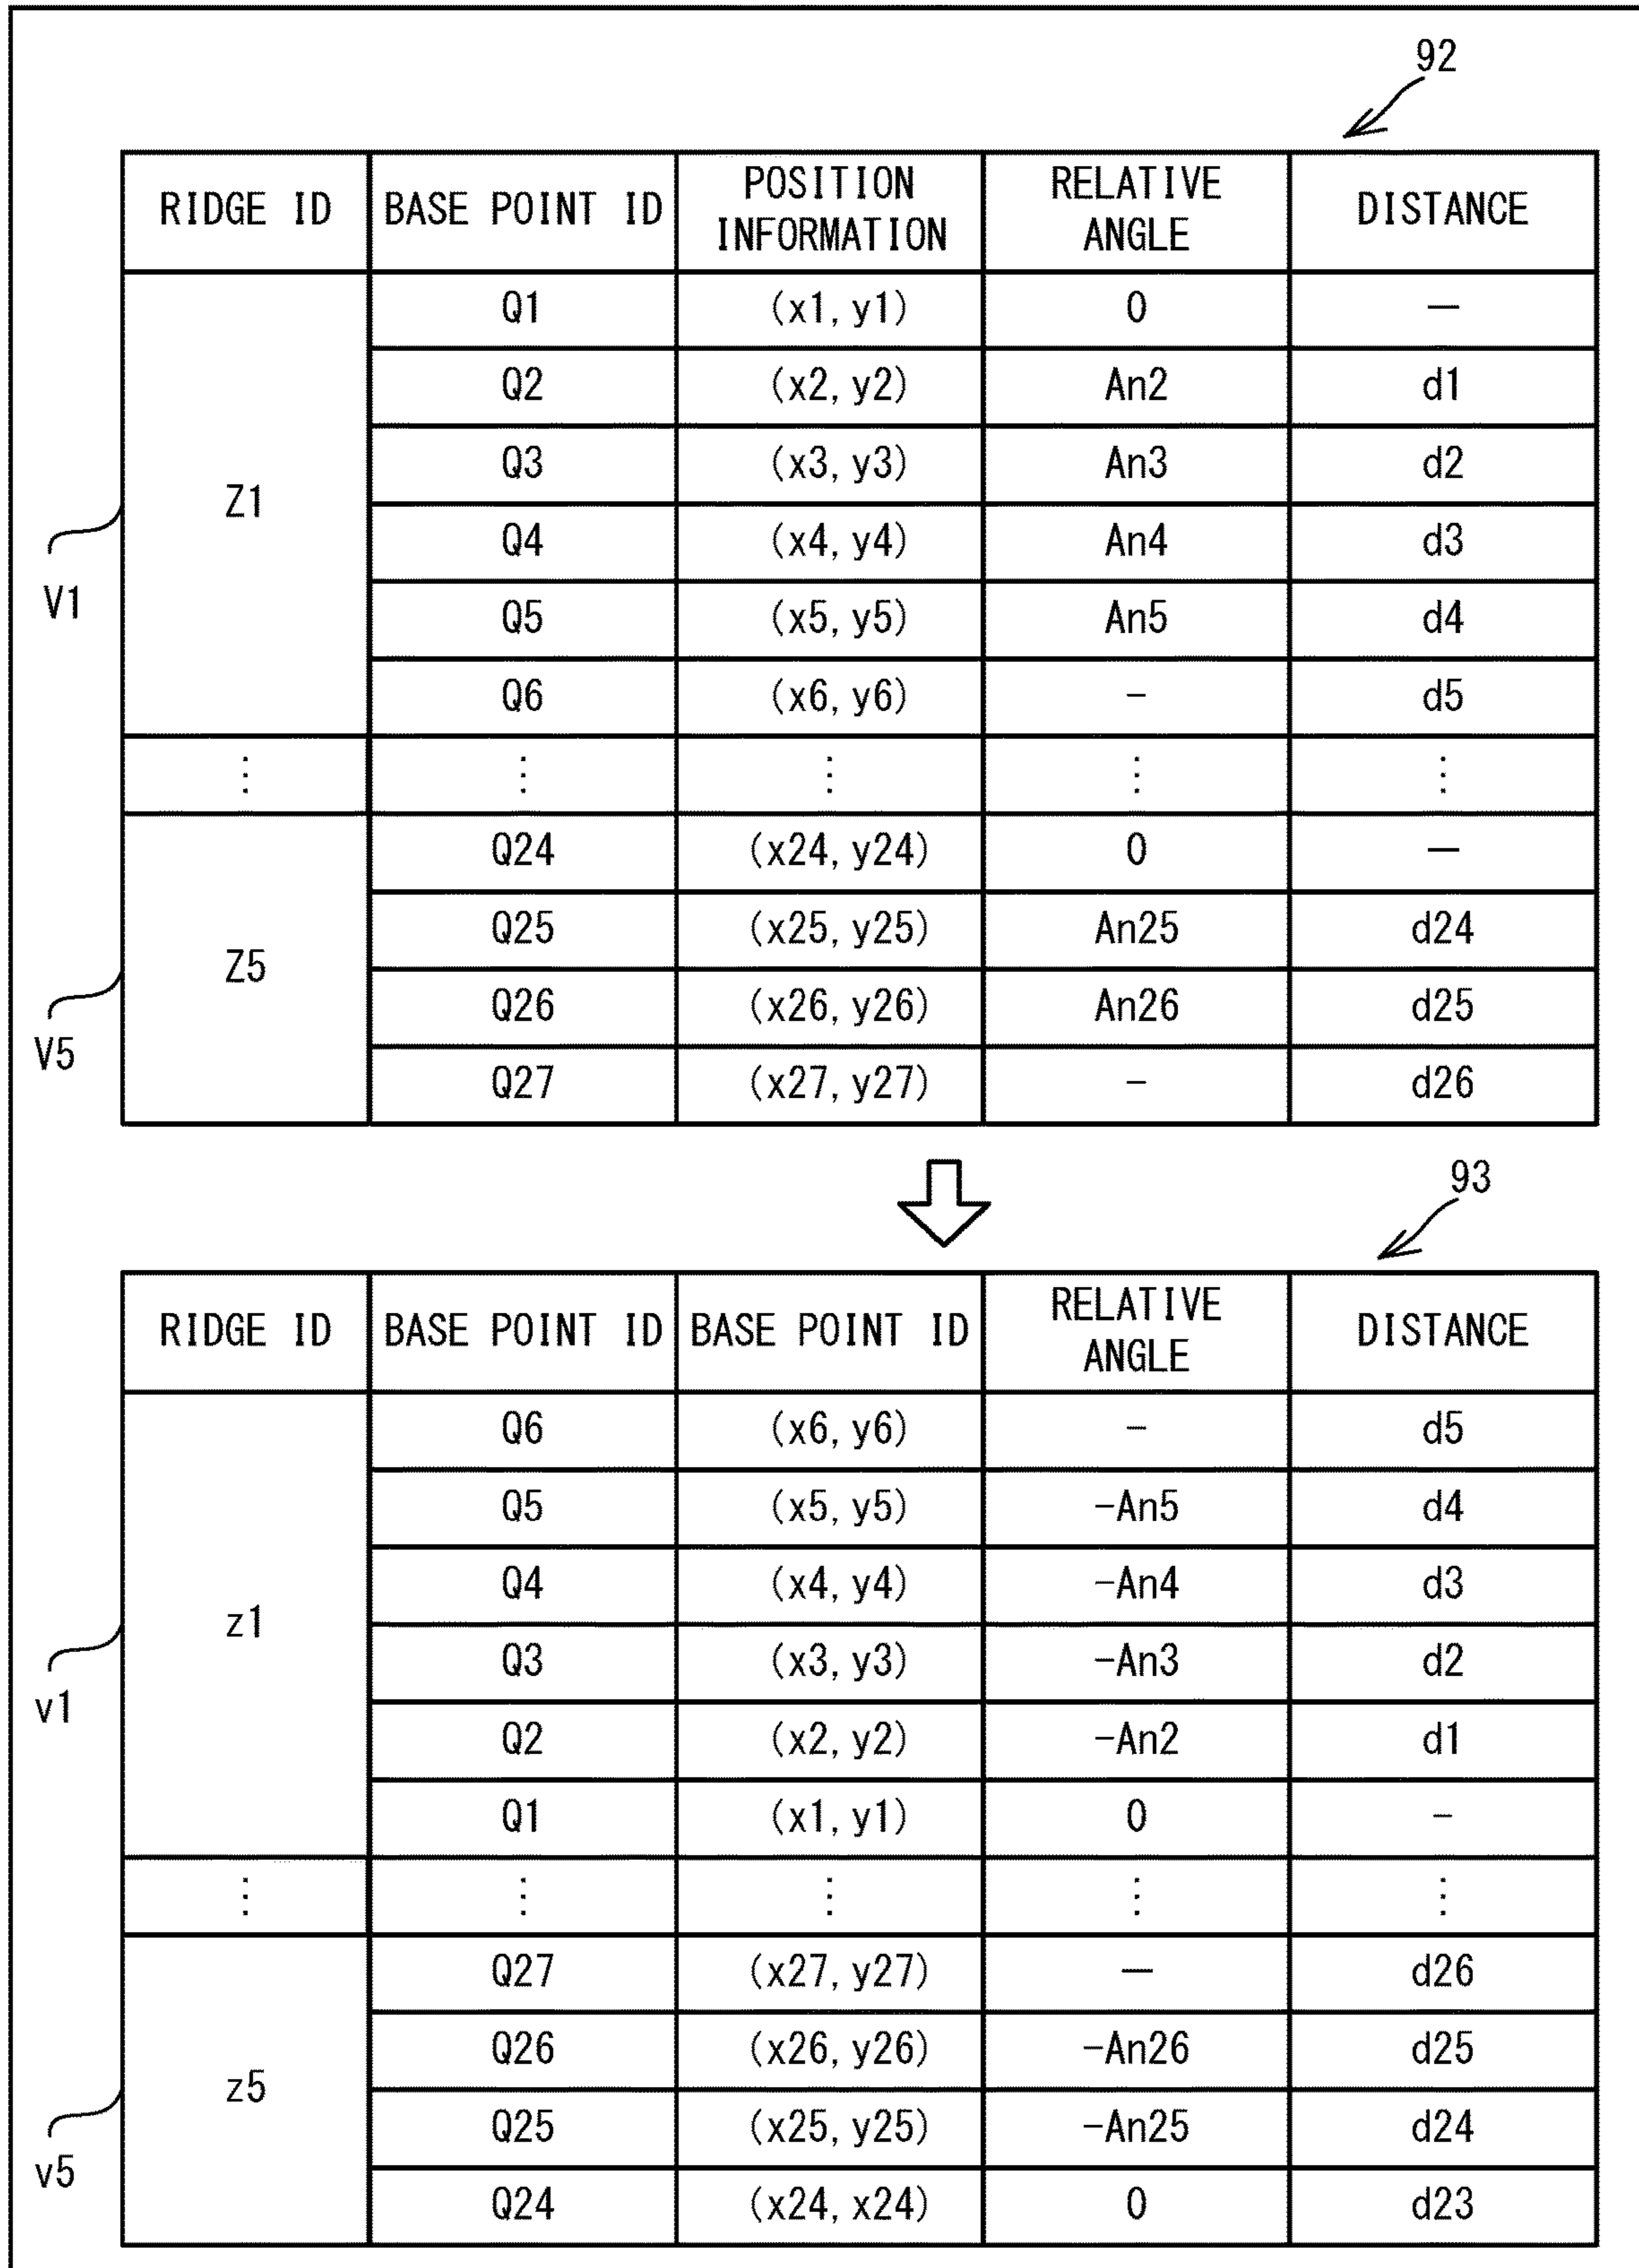 92
RIDGE ID BASE POINT ID POSITION INFORMATION RELATIVE ANGLE DISTANCE
Z1
Q1 (x1, y1) 0 —
Q2 (x2, y2) An2 d1
Q3 (x3, y3) An3 d2
Q4 (x4, y4) An4 d3
Q5 (x5, y5) An5 d4
Q6 (x6, y6) - d5
V1
⋮ ⋮ ⋮ ⋮ ⋮
Z5
Q24 (x24, y24) 0 —
Q25 (x25, y25) An25 d24
Q26 (x26, y26) An26 d25
Q27 (x27, y27) - d26
V5
93
RIDGE ID BASE POINT ID BASE POINT ID RELATIVE ANGLE DISTANCE
z1
Q6 (x6, y6) - d5
Q5 (x5, y5) -An5 d4
Q4 (x4, y4) -An4 d3
Q3 (x3, y3) -An3 d2
Q2 (x2, y2) -An2 d1
Q1 (x1, y1) 0 -
v1
⋮ ⋮ ⋮ ⋮ ⋮
z5
Q27 (x27, y27) — d26
Q26 (x26, y26) -An26 d25
Q25 (x25, y25) -An25 d24
Q24 (x24, x24) 0 d23
v5